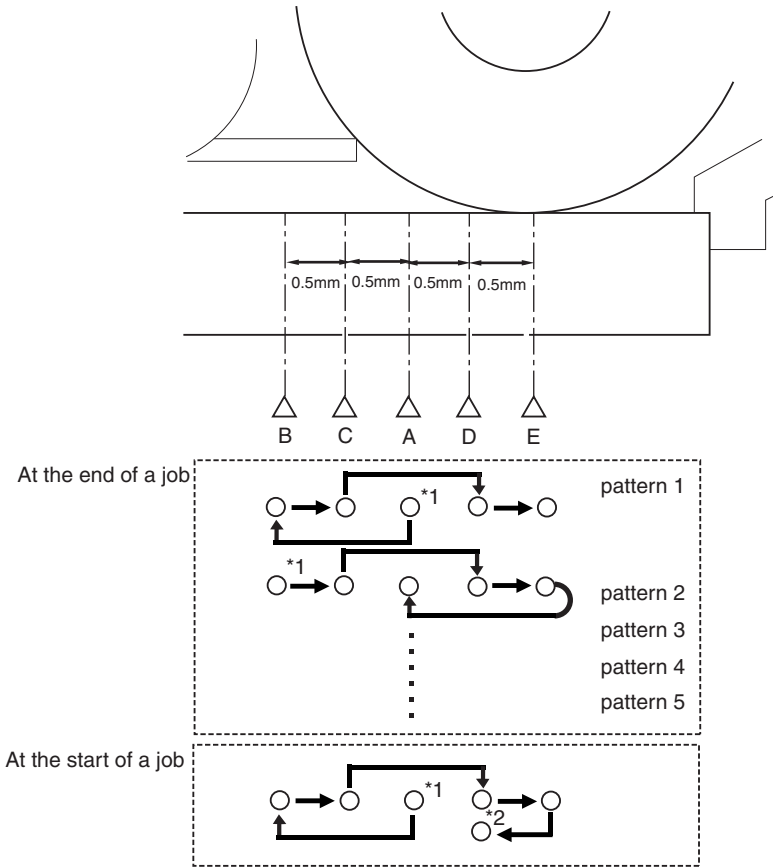 0.5mm 0.5mm 0.5mm 0.5mm
B C A D E
At the end of a job
pattern 1
*1
*1
pattern 2
pattern 3
pattern 4
pattern 5
At the start of a job
*1
*2